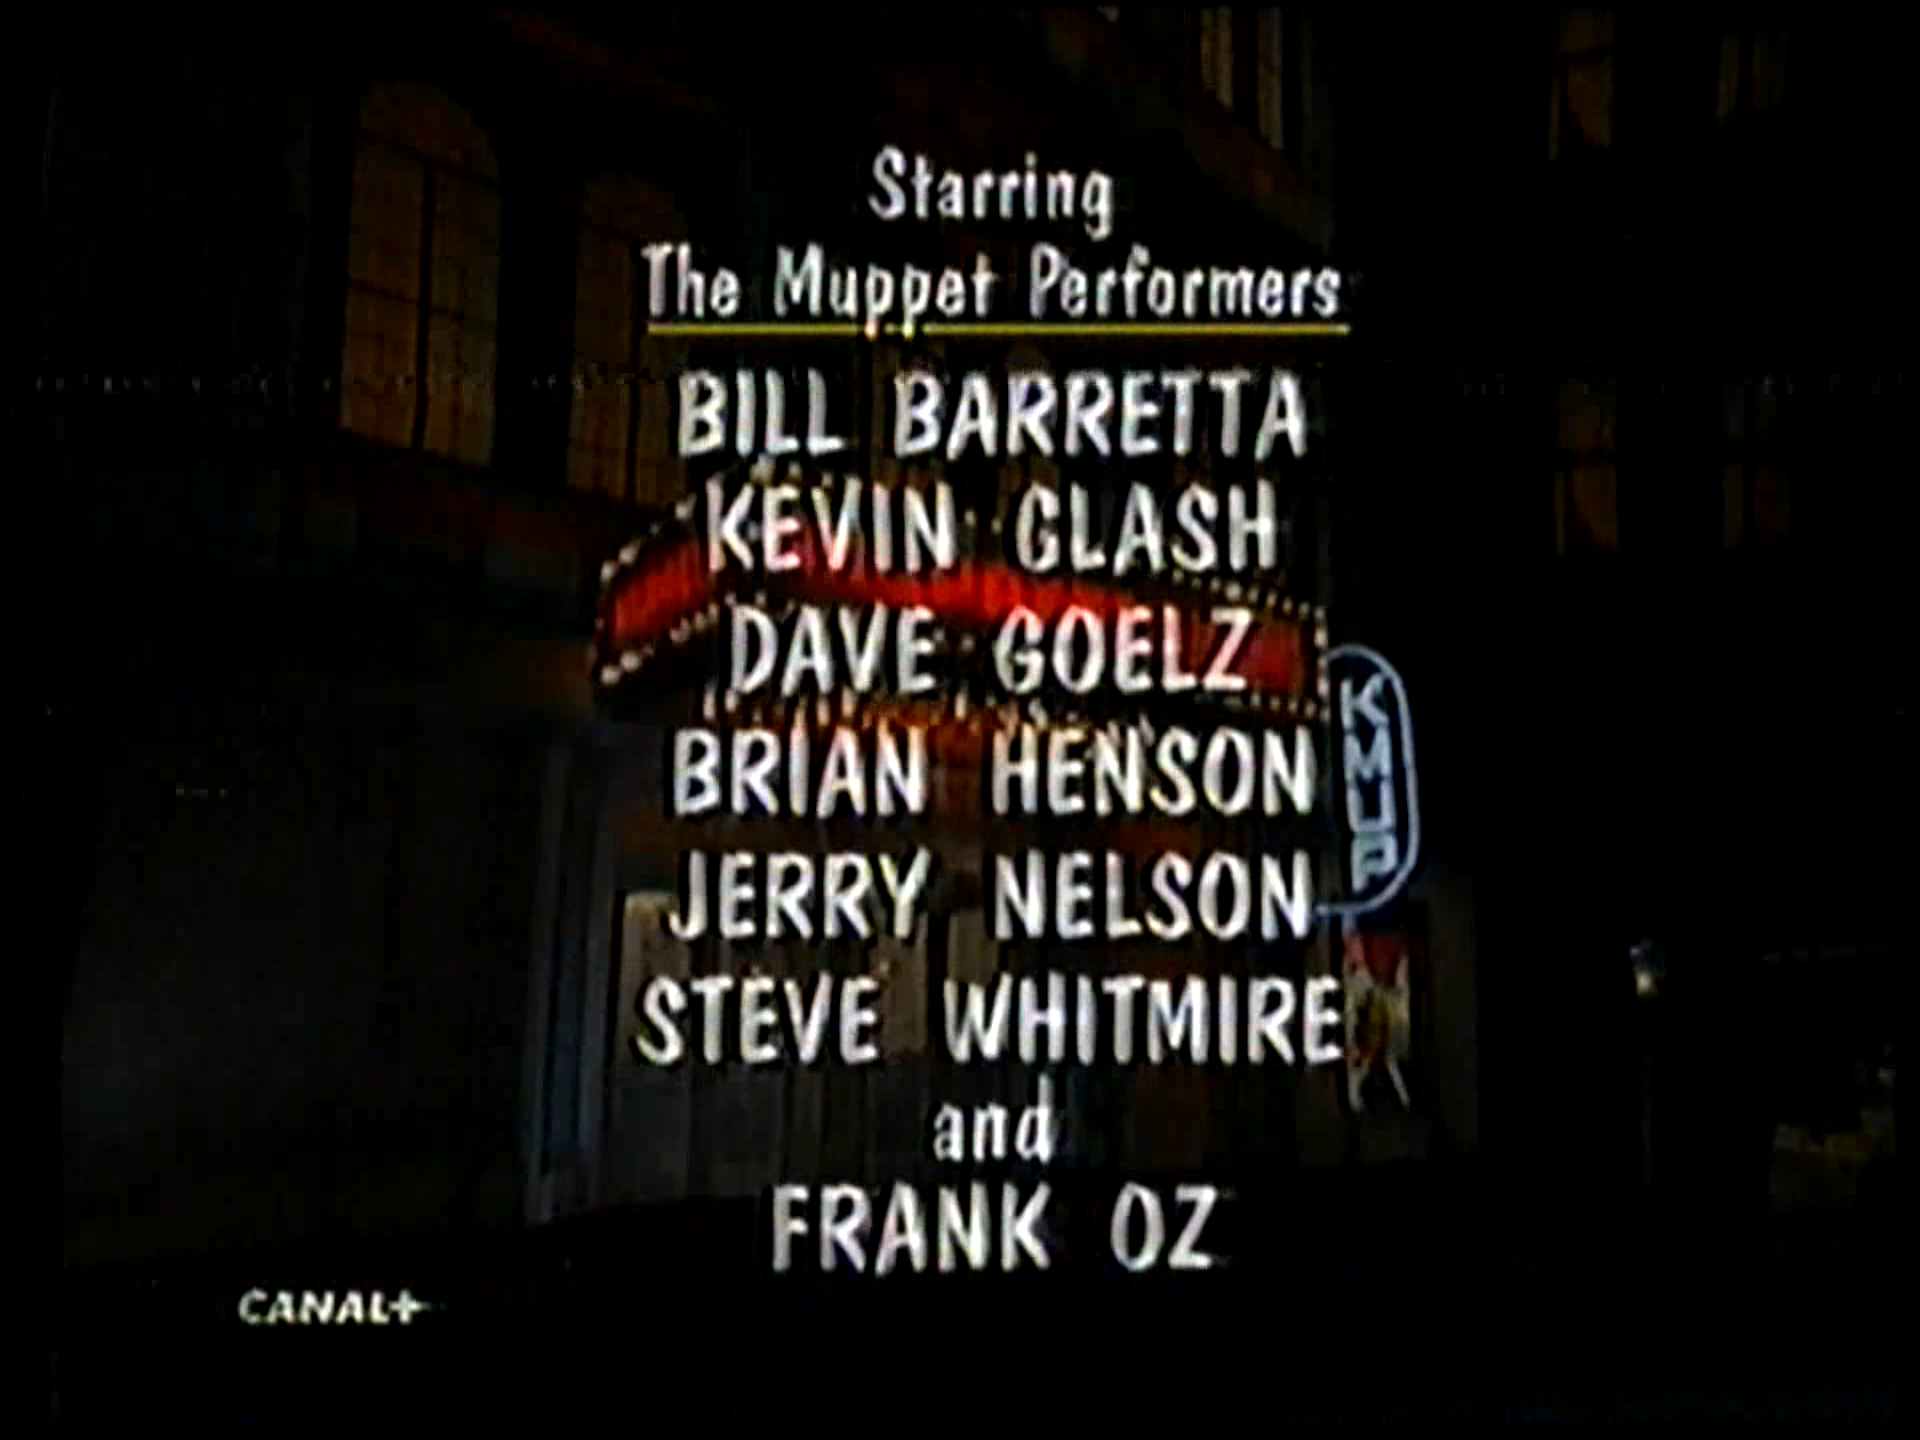 Starring
The Muppet Performers
BILL BARRETTA
KEVIN CLASH
DAVE GOELZ
BRIAN HENSON
JERRY NELSON
STEVE WHITMIRE
and
FRANK OZ
KMUP
CANAL+